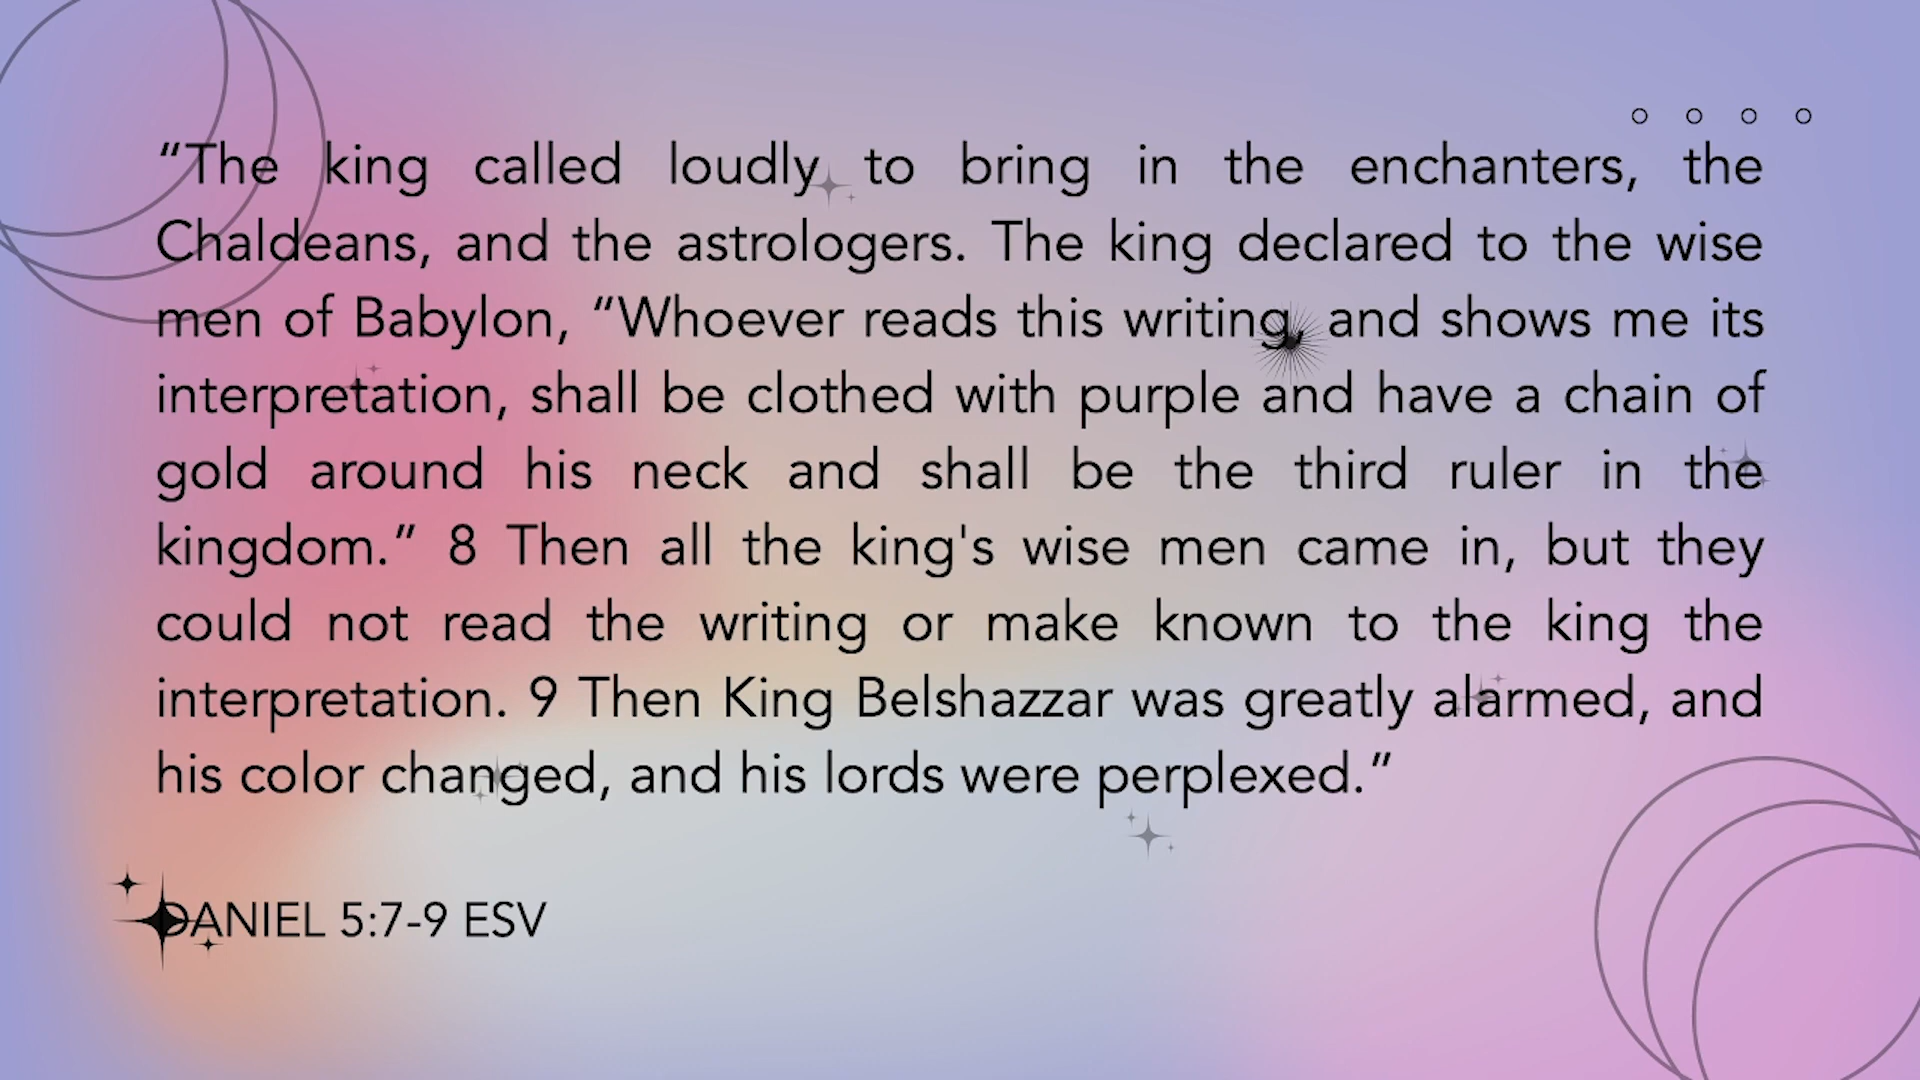 “The king called loudly to bring in the enchanters, the
Chaldeans, and the astrologers. The king declared to the wise
men of Babylon, “Whoever reads this writing, and shows me its
interpretation, shall be clothed with purple and have a chain of
gold around his neck and shall be the third ruler in the
kingdom.” 8 Then all the king's wise men came in, but they
could not read the writing or make known to the king the
interpretation. 9 Then King Belshazzar was greatly alarmed, and
his color changed, and his lords were perplexed.”
DANIEL 5:7-9 ESV